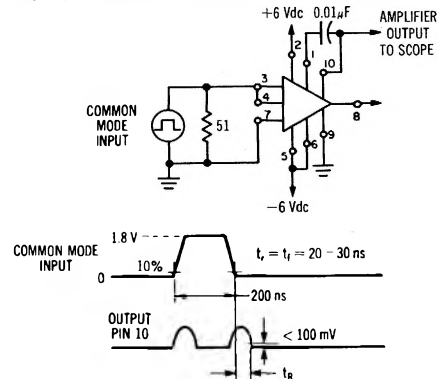 +6 Vdc 0.01μF
AMPLIFIER
OUTPUT
TO SCOPE
2
1
10
3
4
7
COMMON
MODE
INPUT
51
8
5
6
9
−6 Vdc
1.8 V
COMMON MODE
INPUT
0
10%
tr = tf = 20 - 30 ns
200 ns
OUTPUT
PIN 10
< 100 mV
tR